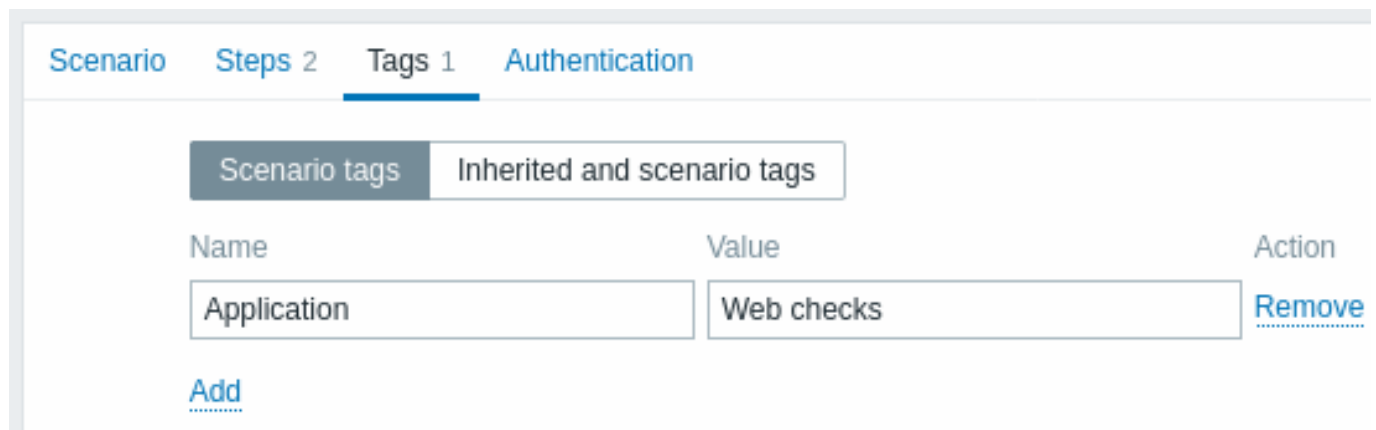 Scenario Steps 2 Tags 1 Authentication
Scenario tags Inherited and scenario tags
Name Value Action
Application Web checks Remove
Add